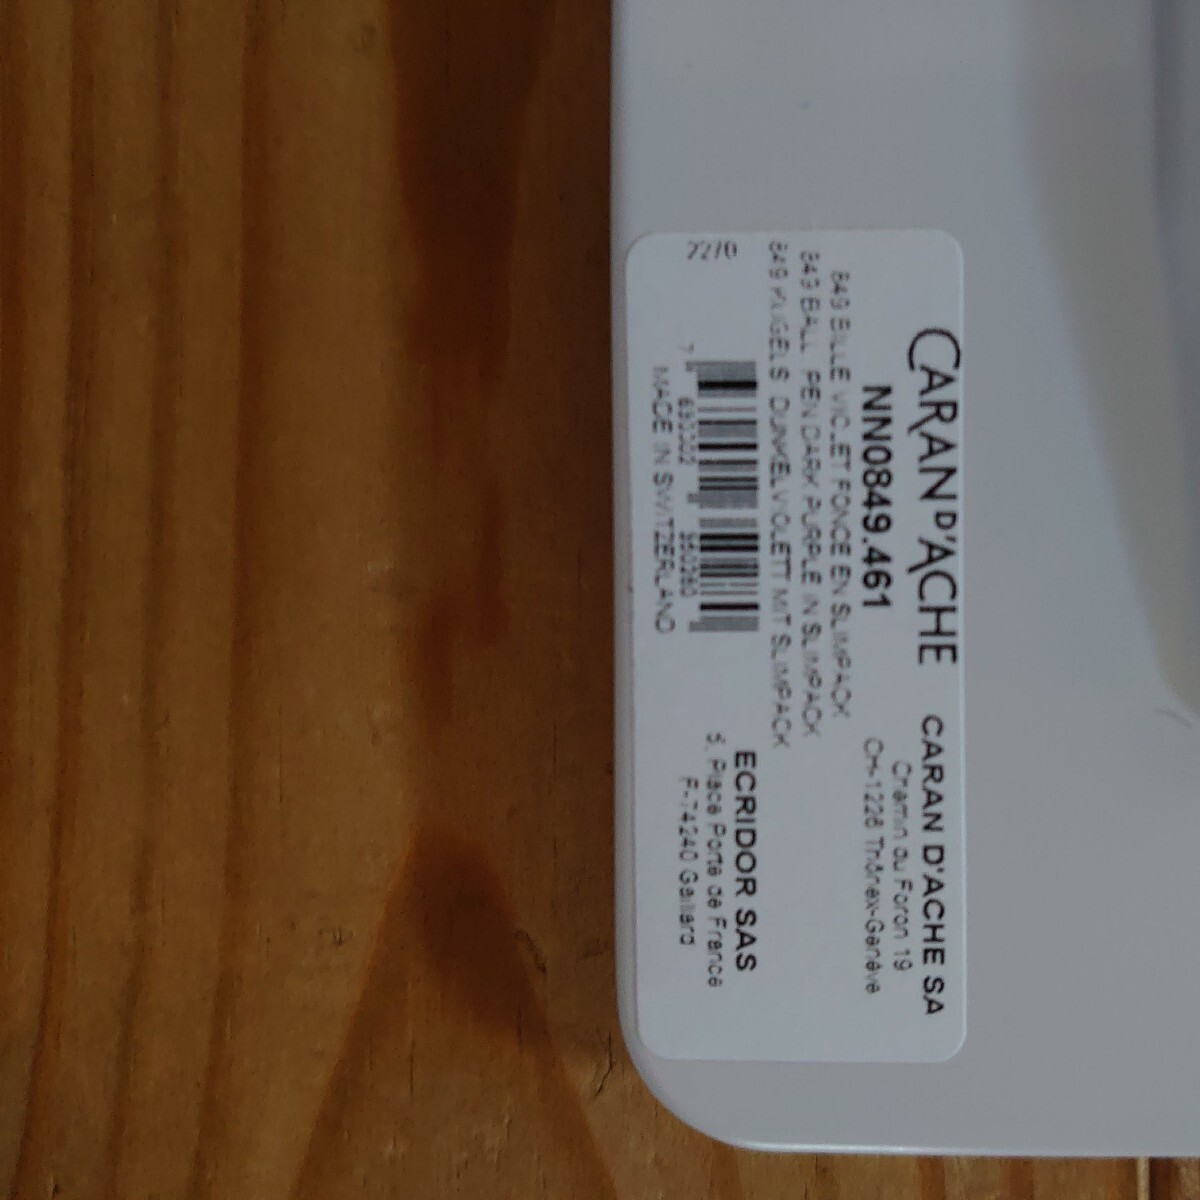 CARAN D'ACHE
NN0849.461
849 BILLE VIOLET FONCE EN SLIMPACK
849 BALL PEN DARK PURPLE IN SLIMPACK
849 KUGELS DUNKELVIOLETT MIT SLIMPACK
MADE IN SWITZERLAND
CARAN D'ACHE SA
Chemin du Foron 19
CH-1226 Thônex-Genève
ECRIDOR SAS
5, Place Porte de France
F-74240 Gaillard